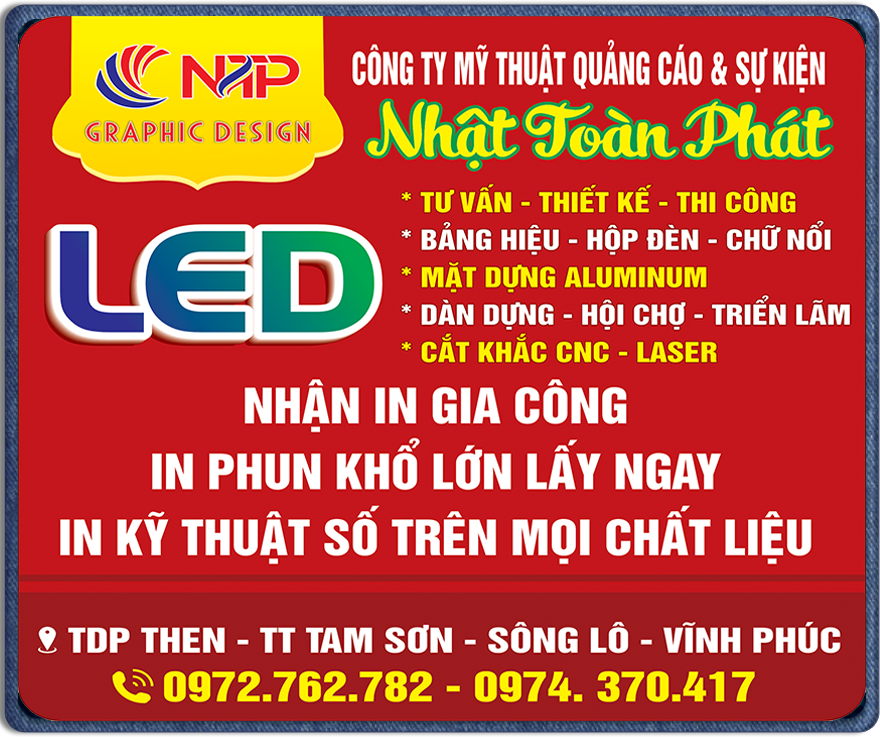 NTP
GRAPHIC DESIGN
CÔNG TY MỸ THUẬT QUẢNG CÁO & SỰ KIỆN
Nhật Toàn Phát
LED
* TƯ VẤN - THIẾT KẾ - THI CÔNG
* BẢNG HIỆU - HỘP ĐÈN - CHỮ NỔI
* MẶT DỰNG ALUMINUM
* DÀN DỰNG - HỘI CHỢ - TRIỂN LÃM
* CẮT KHẮC CNC - LASER
NHẬN IN GIA CÔNG
IN PHUN KHỔ LỚN LẤY NGAY
IN KỸ THUẬT SỐ TRÊN MỌI CHẤT LIỆU
TDP THEN - TT TAM SƠN - SÔNG LÔ - VĨNH PHÚC
0972.762.782 - 0974. 370.417